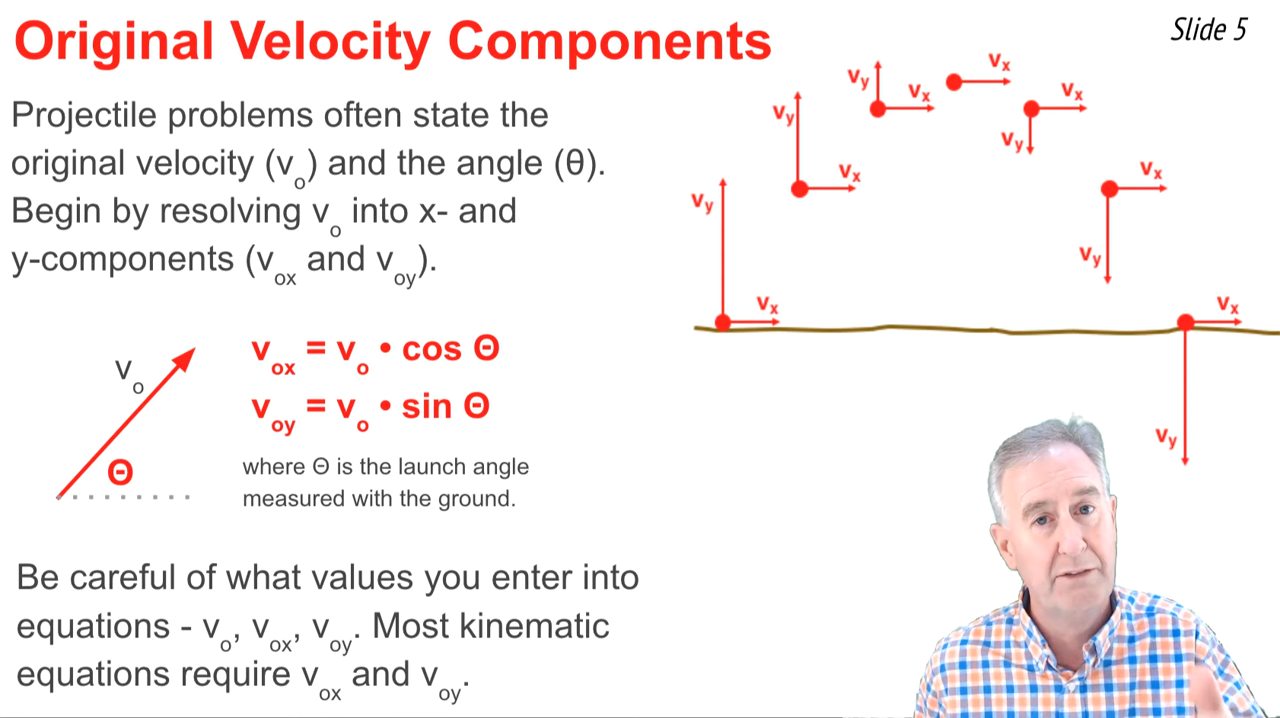 Original Velocity Components
Slide 5
Projectile problems often state the
original velocity (vo) and the angle (θ).
Begin by resolving vo into x- and
y-components (vox and voy).
vo
Θ
vox = vo • cos Θ
voy = vo • sin Θ
where Θ is the launch angle
measured with the ground.
Be careful of what values you enter into
equations - vo, vox, voy. Most kinematic
equations require vox and voy.
vy
vx
vy
vx
vy
vx
vx
vx
vy
vx
vy
vx
vy